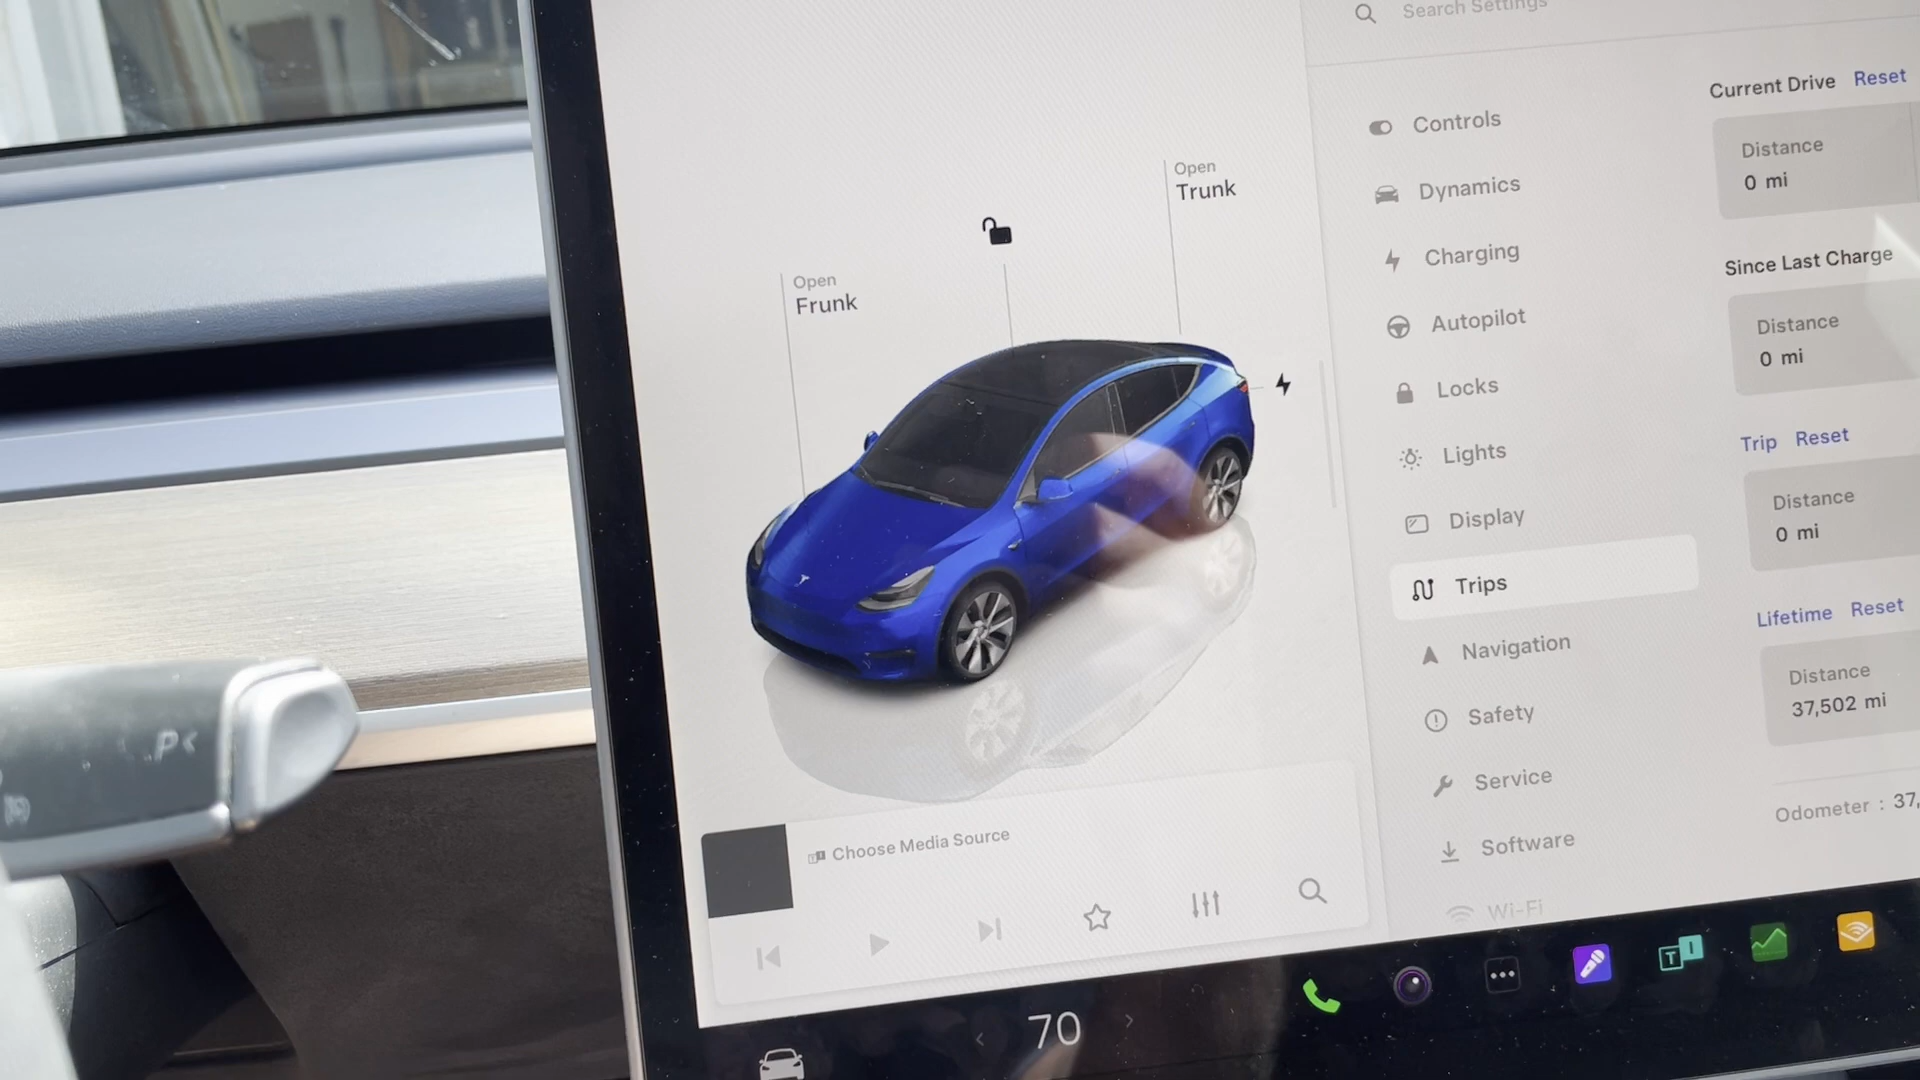 Search Settings
Controls
Dynamics
Charging
Autopilot
Locks
Lights
Display
Trips
Navigation
Safety
Service
Software
Wi-Fi
Current Drive Reset
Distance
0 mi
Since Last Charge
Distance
0 mi
Trip Reset
Distance
0 mi
Lifetime Reset
Distance
37,502 mi
Odometer : 37,
Open
Trunk
Open
Frunk
Choose Media Source
70
P
T I